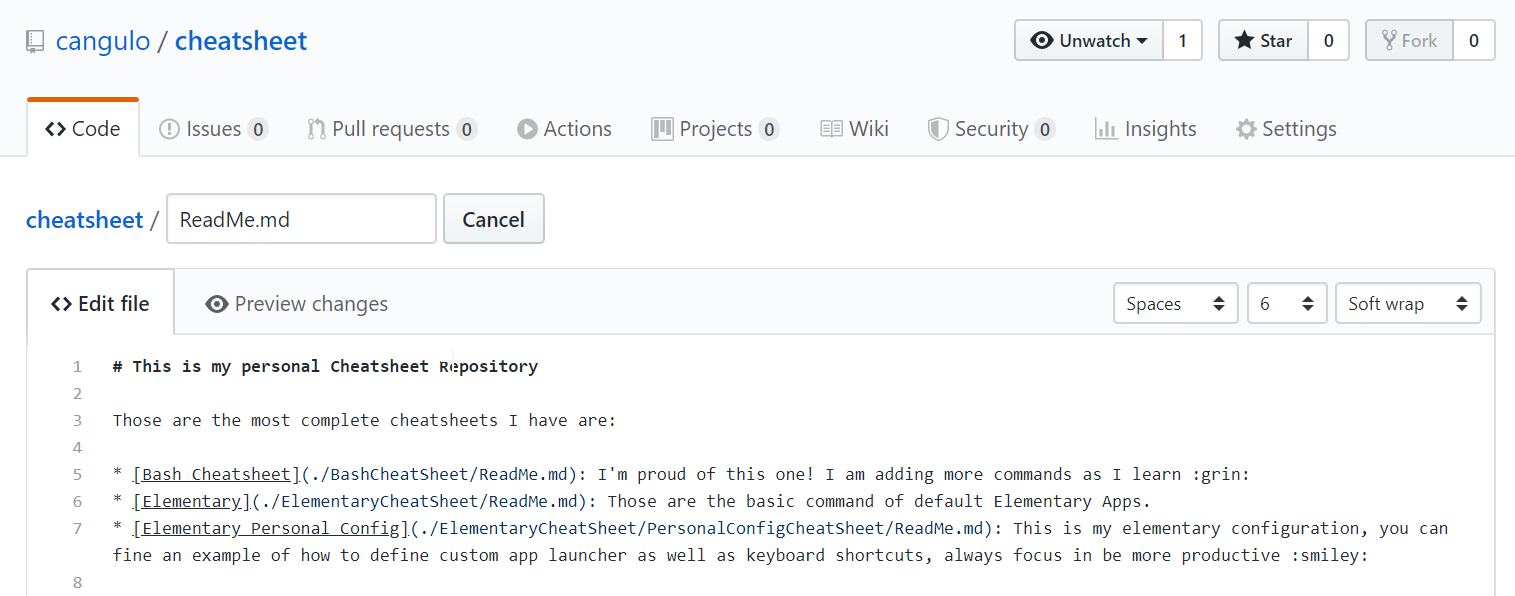 cangulo / cheatsheet
Unwatch 1 Star 0 Fork 0
Code Issues 0 Pull requests 0 Actions Projects 0 Wiki Security 0 Insights Settings
cheatsheet / ReadMe.md Cancel
Edit file Preview changes Spaces 6 Soft wrap
1 # This is my personal Cheatsheet Repository
2
3 Those are the most complete cheatsheets I have are:
4
5 * [Bash Cheatsheet](./BashCheatSheet/ReadMe.md): I'm proud of this one! I am adding more commands as I learn :grin:
6 * [Elementary](./ElementaryCheatSheet/ReadMe.md): Those are the basic command of default Elementary Apps.
7 * [Elementary Personal Config](./ElementaryCheatSheet/PersonalConfigCheatSheet/ReadMe.md): This is my elementary configuration, you can
fine an example of how to define custom app launcher as well as keyboard shortcuts, always focus in be more productive :smiley:
8